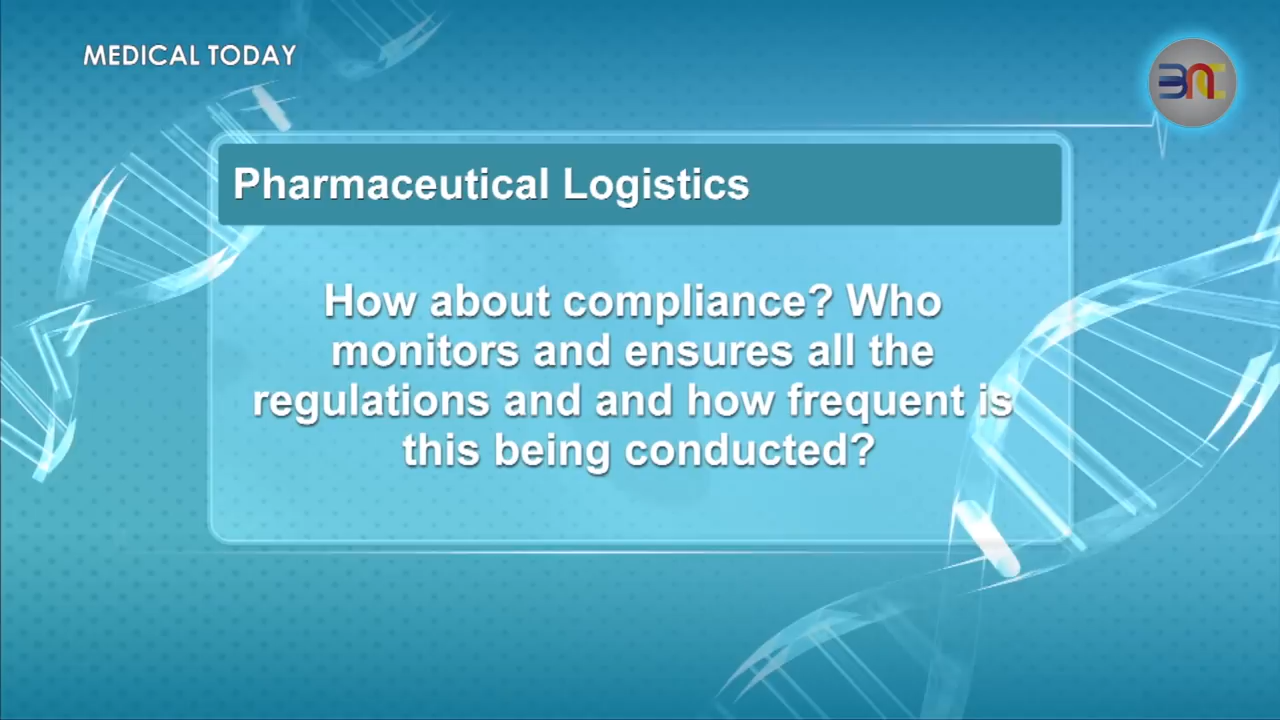 MEDICAL TODAY
BNC
Pharmaceutical Logistics
How about compliance? Who
monitors and ensures all the
regulations and and how frequent is
this being conducted?